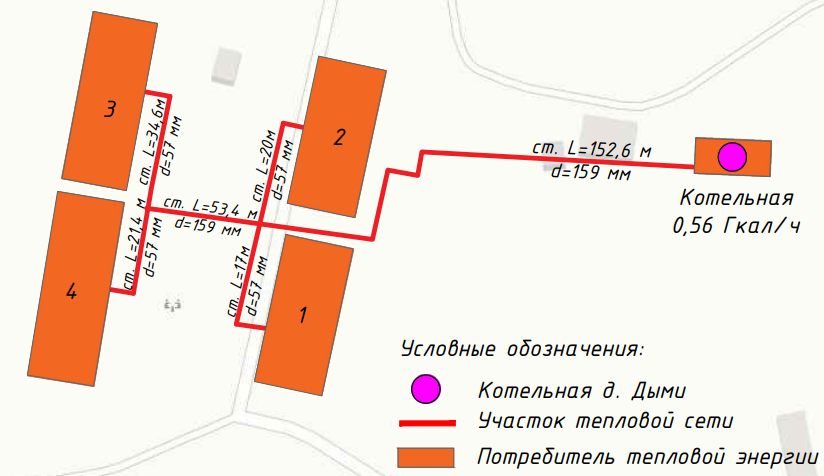 3
ст. L=34,6м
d=57 мм
2
ст. L=20м
d=57 мм
ст. L=152,6 м
d=159 мм
Котельная
0,56 Гкал/ч
ст. L=53,4 м
d=159 мм
ст. L=21,4 м
d=57 мм
4
ст. L=17м
d=57 мм
1
Условные обозначения:
Котельная д. Дыми
Участок тепловой сети
Потребитель тепловой энергии